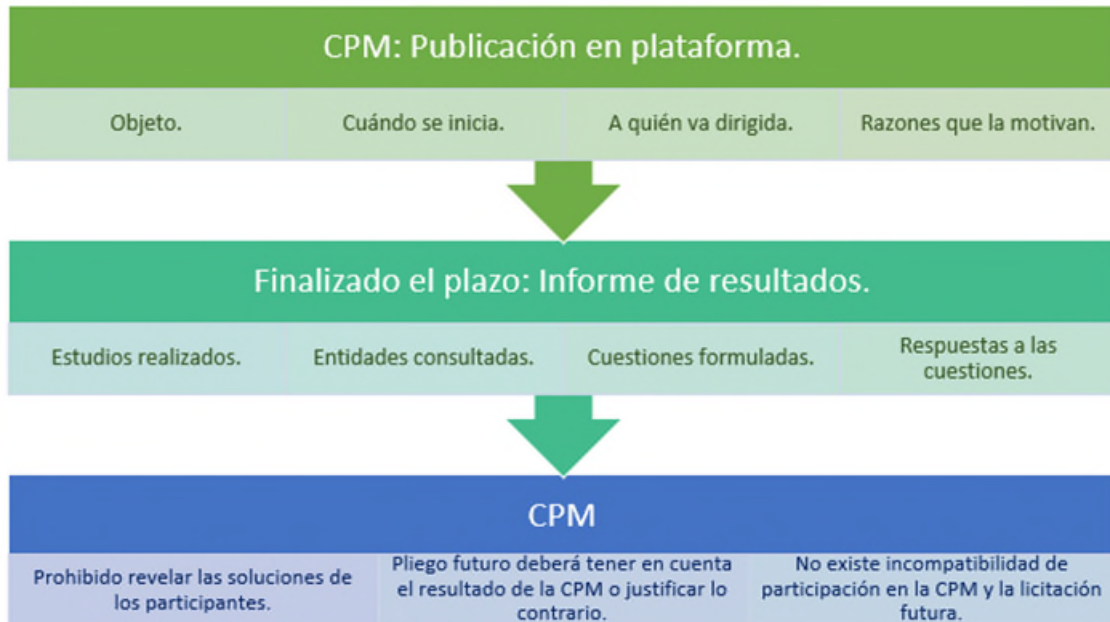 CPM: Publicación en plataforma.
Objeto.
Cuándo se inicia.
A quién va dirigida.
Razones que la motivan.
Finalizado el plazo: Informe de resultados.
Estudios realizados.
Entidades consultadas.
Cuestiones formuladas.
Respuestas a las
cuestiones.
CPM
Prohibido revelar las soluciones de
los participantes.
Pliego futuro deberá tener en cuenta
el resultado de la CPM o justificar lo
contrario.
No existe incompatibilidad de
participación en la CPM y la licitación
futura.